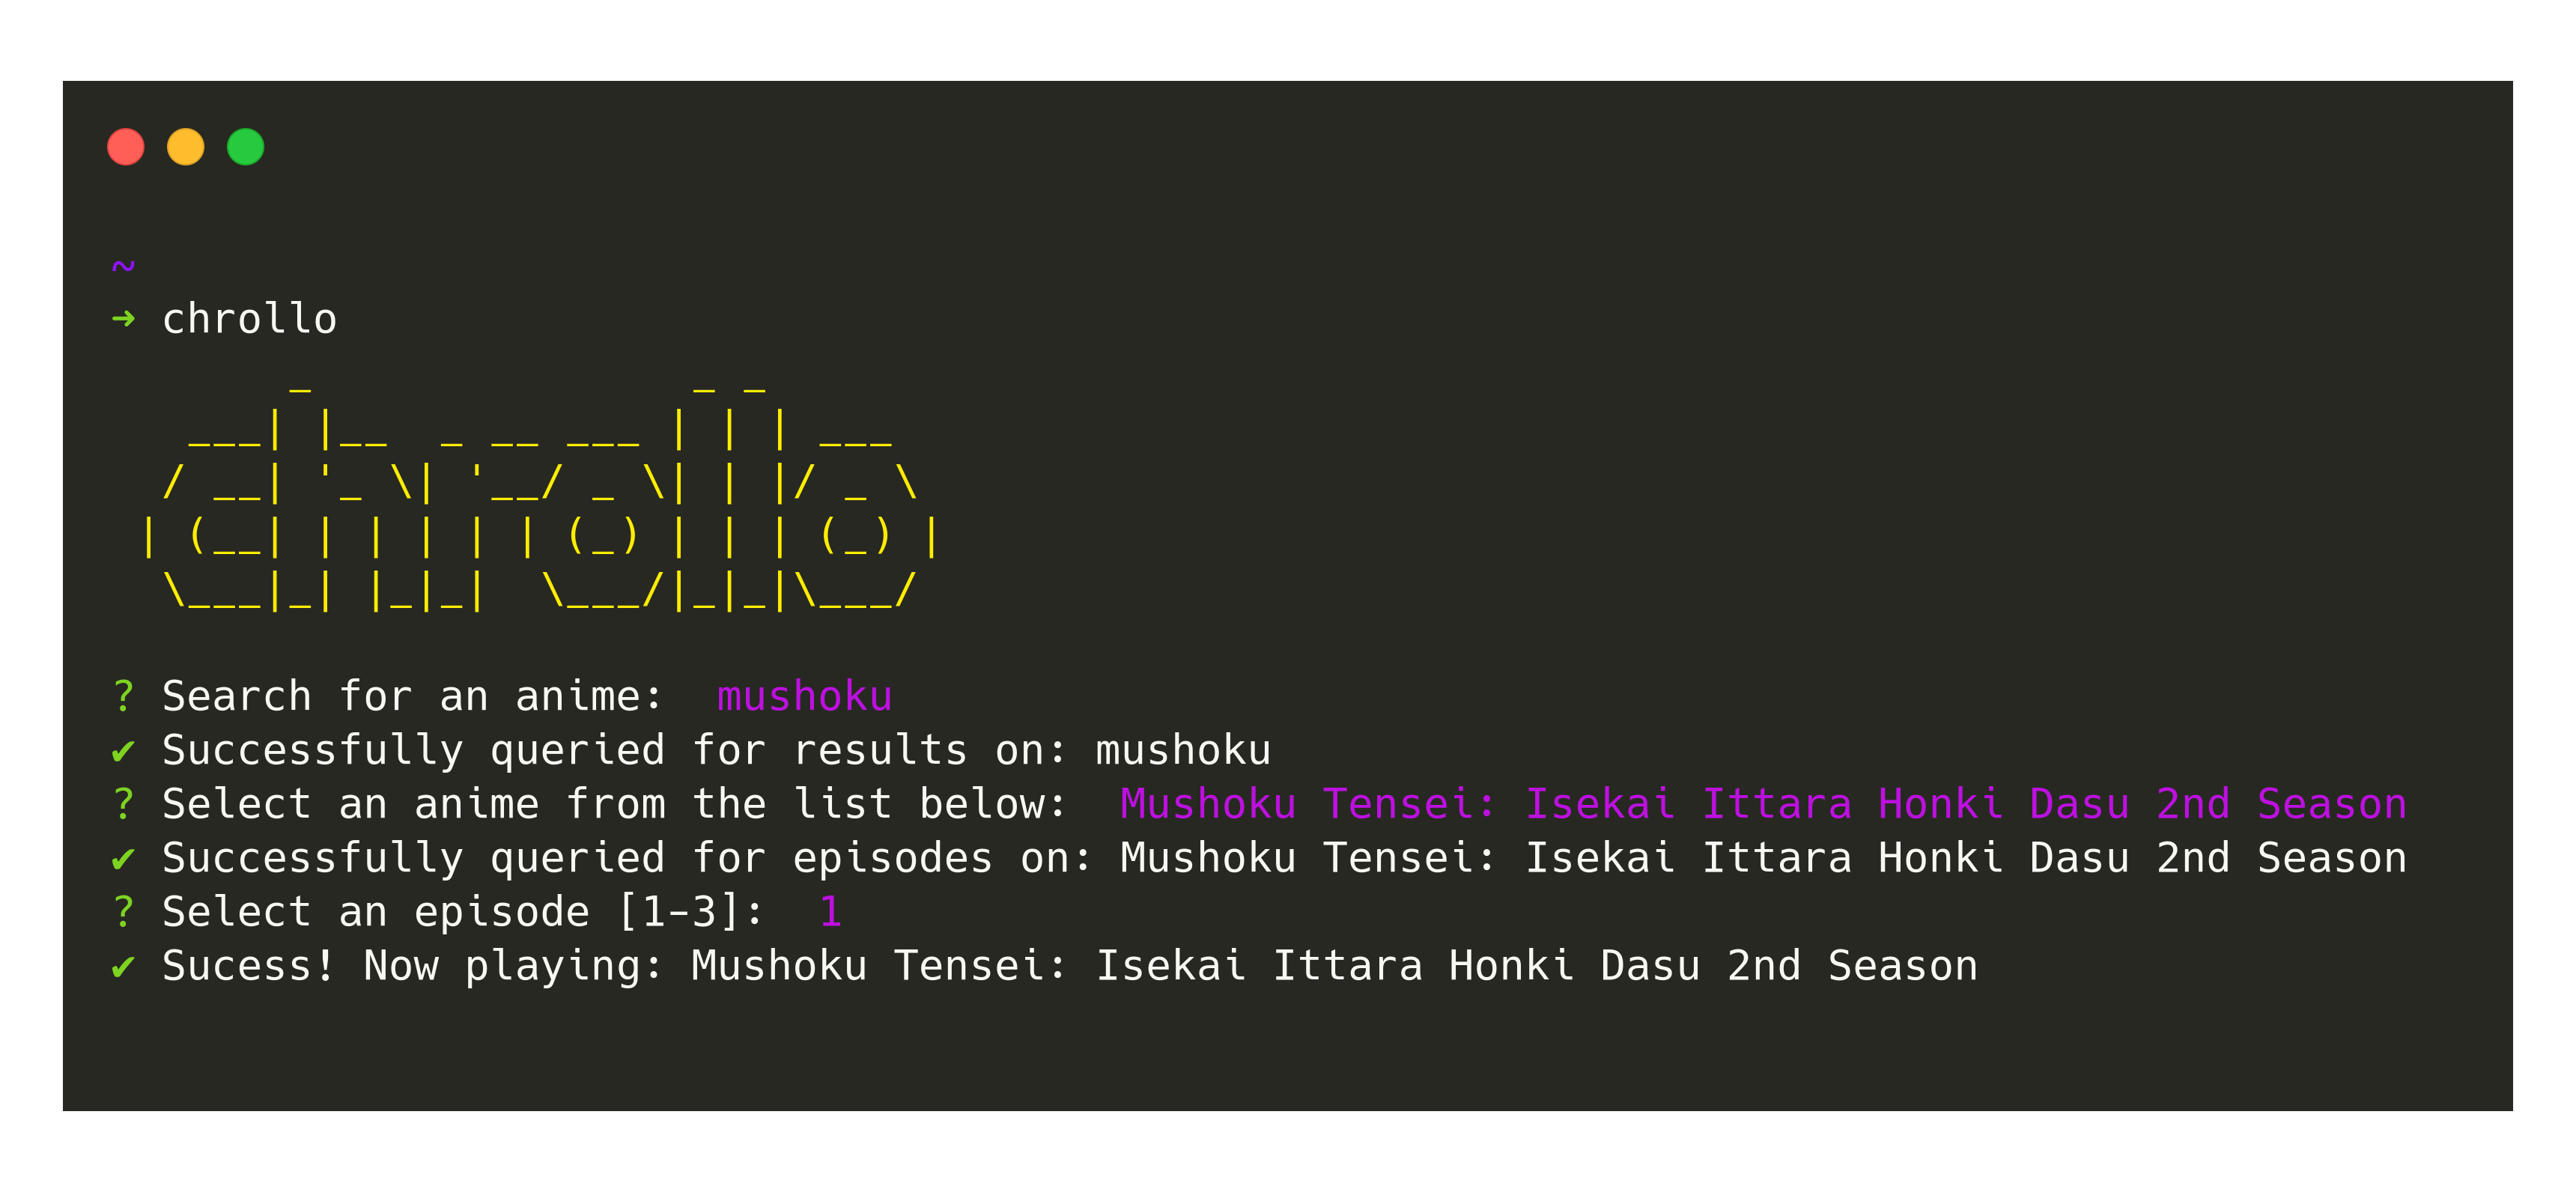 ~
➜ chrollo
       _               _ _
   ___| |__  _ __ ___ | | | ___
  / __| '_ \| '__/ _ \| | |/ _ \
 | (__| | | | | | (_) | | | (_) |
  \___|_| |_|_|  \___/|_|_|\___/
? Search for an anime:  mushoku
✔ Successfully queried for results on: mushoku
? Select an anime from the list below:  Mushoku Tensei: Isekai Ittara Honki Dasu 2nd Season
✔ Successfully queried for episodes on: Mushoku Tensei: Isekai Ittara Honki Dasu 2nd Season
? Select an episode [1-3]:  1
✔ Sucess! Now playing: Mushoku Tensei: Isekai Ittara Honki Dasu 2nd Season